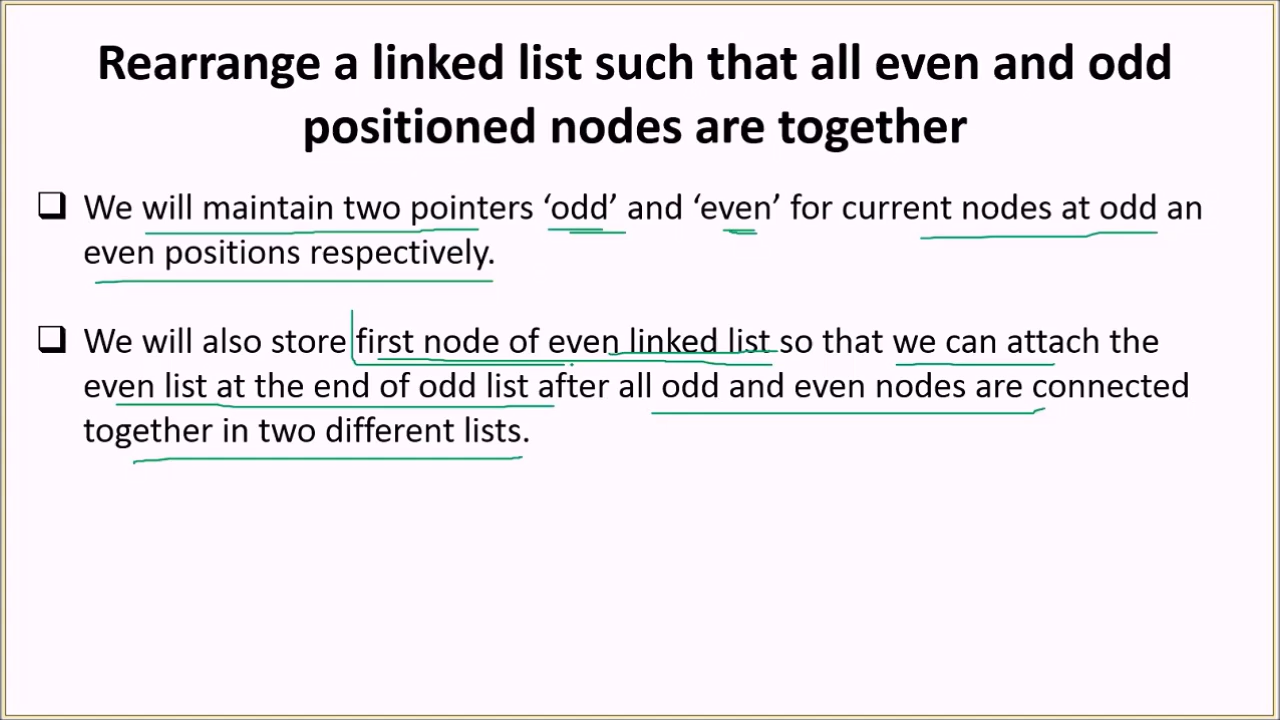 Rearrange a linked list such that all even and odd
positioned nodes are together
We will maintain two pointers ‘odd’ and ‘even’ for current nodes at odd an
even positions respectively.
We will also store first node of even linked list so that we can attach the
even list at the end of odd list after all odd and even nodes are connected
together in two different lists.